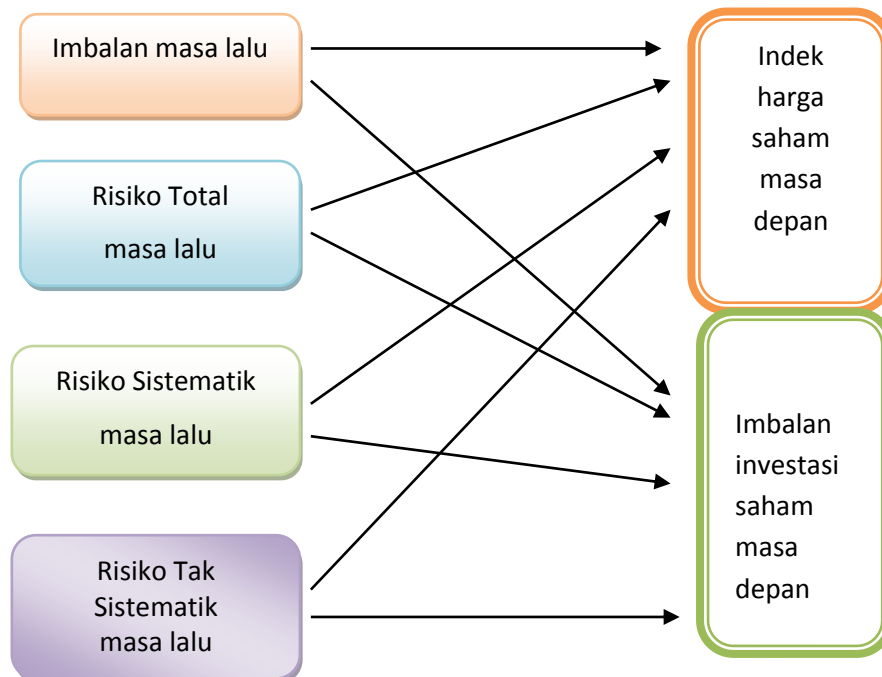 Imbalan masa lalu
Risiko Total
masa lalu
Risiko Sistematik
masa lalu
Risiko Tak
Sistematik
masa lalu
Indek
harga
saham
masa
depan
Imbalan
investasi
saham
masa
depan